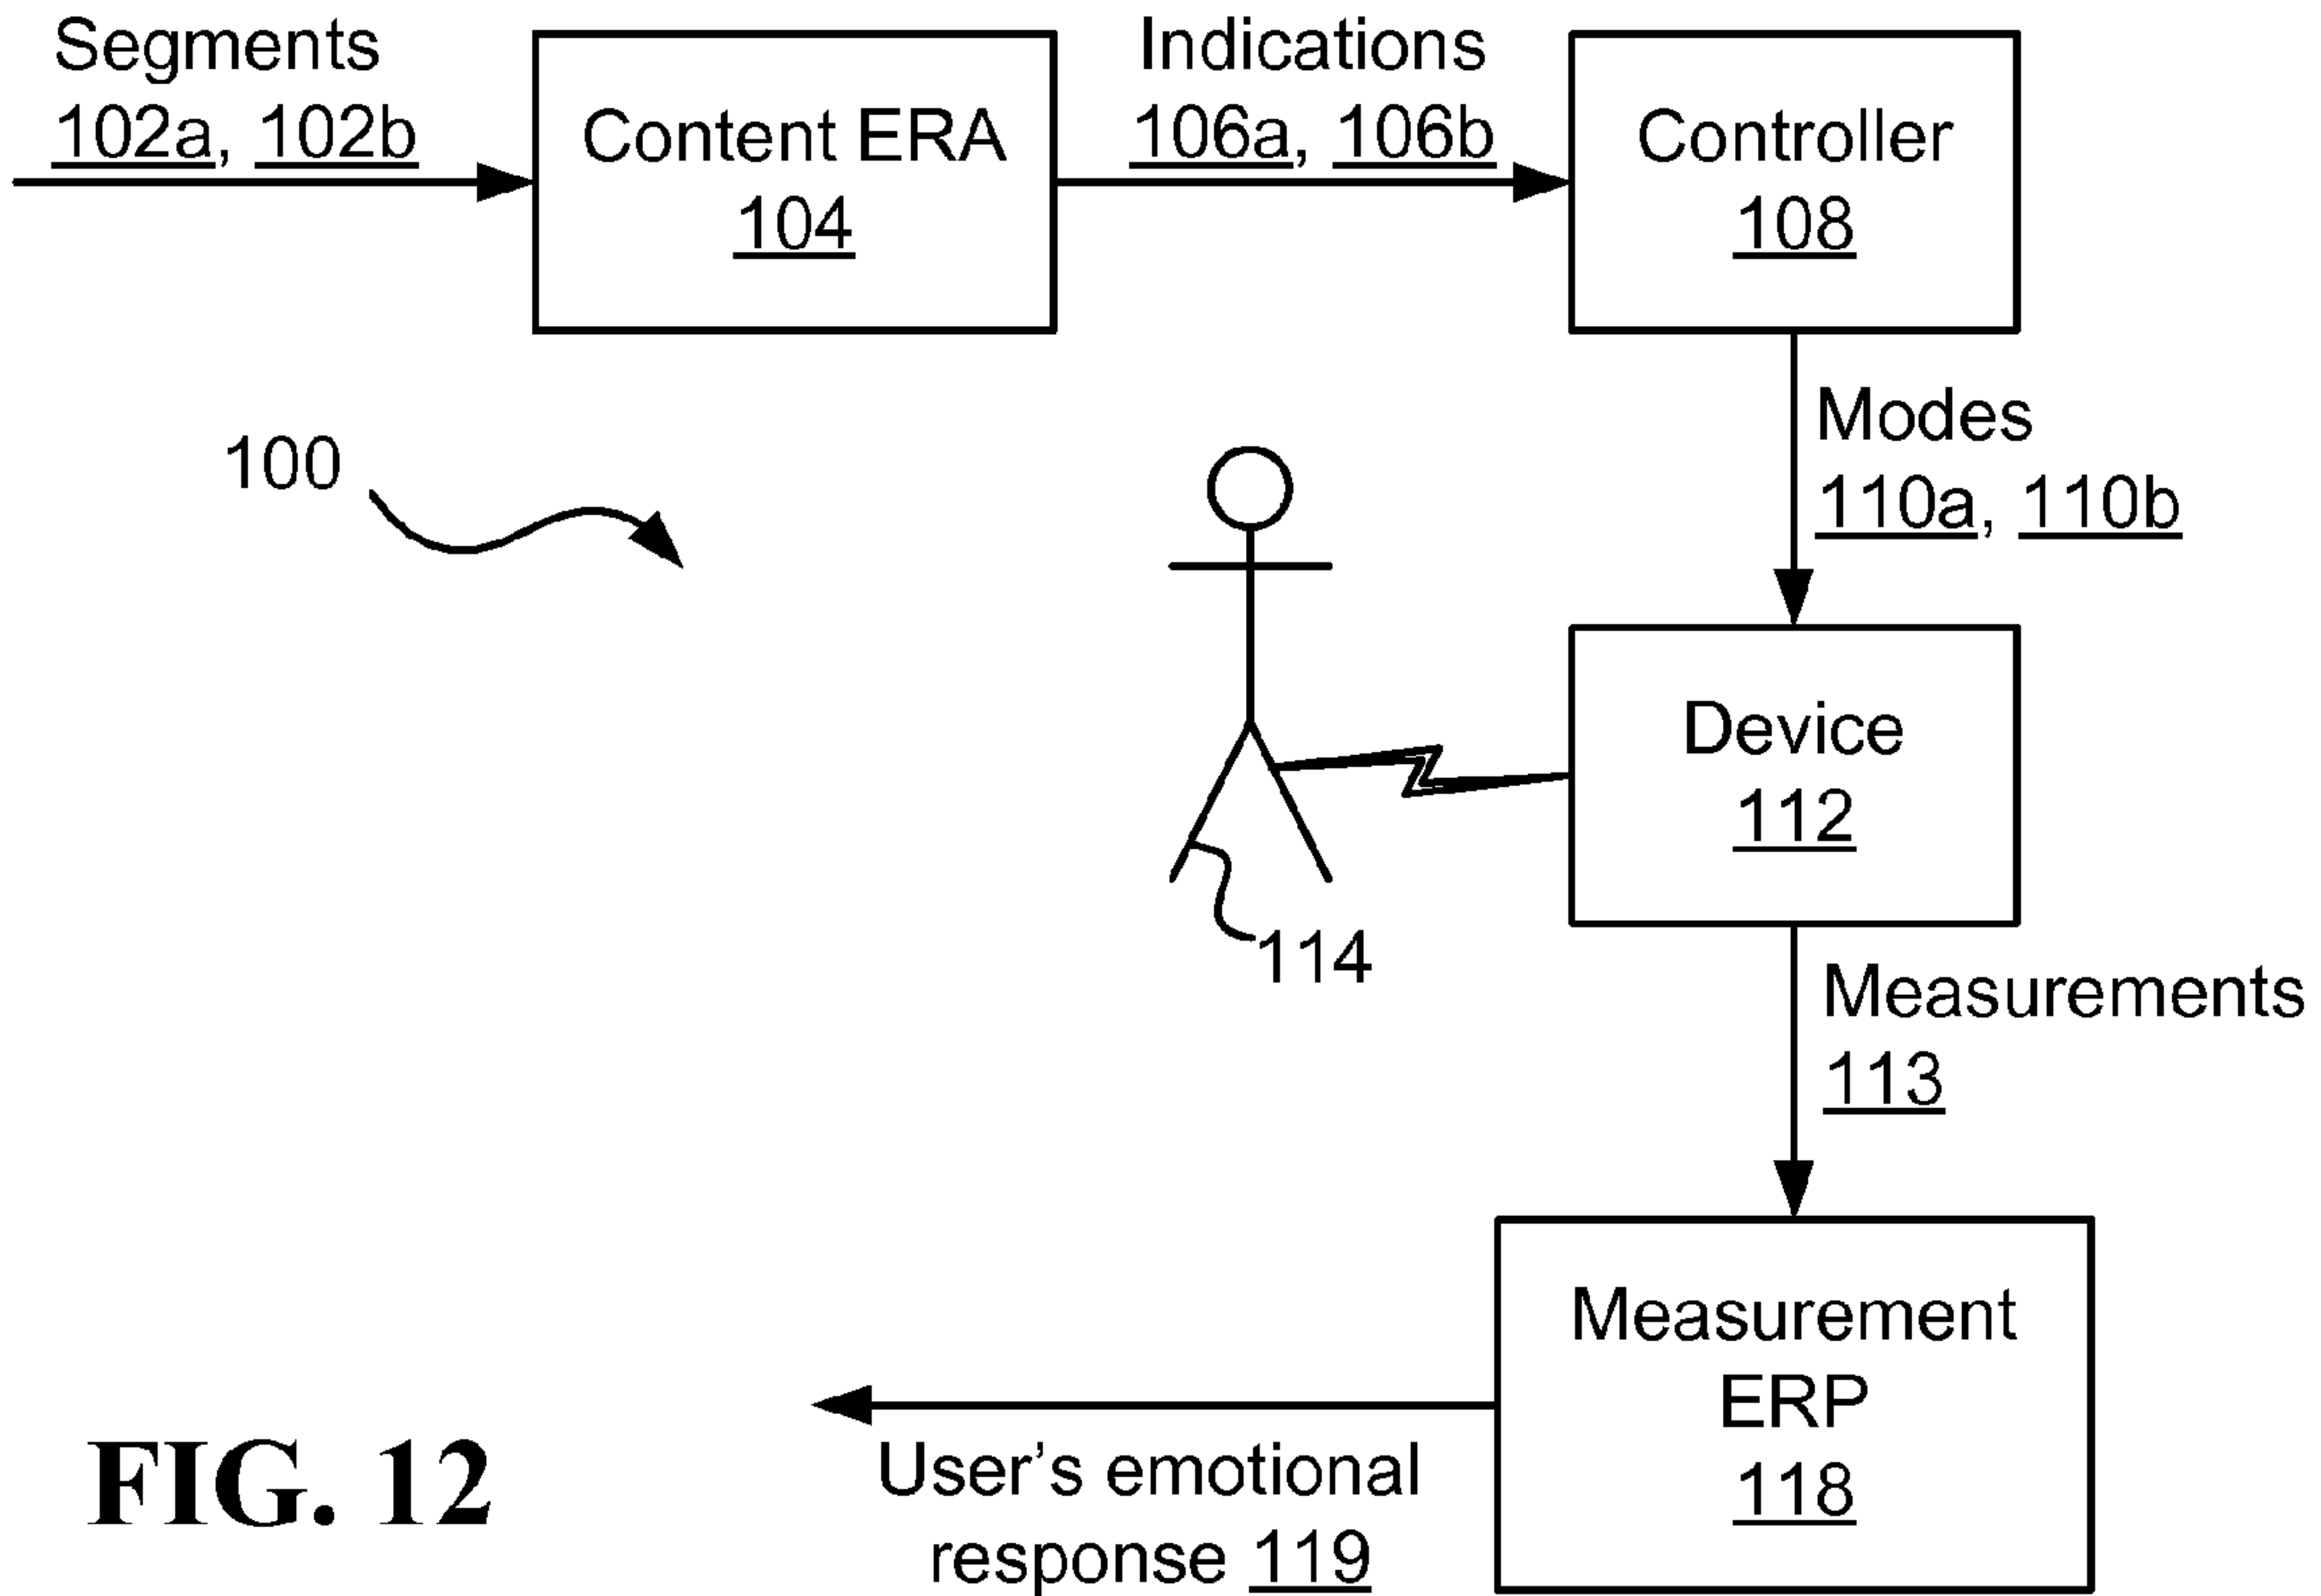 Segments
102a, 102b
Content ERA
104
Indications
106a, 106b
Controller
108
Modes
110a, 110b
100
Device
112
114
Measurements
113
Measurement
ERP
118
User's emotional
response 119
FIG. 12